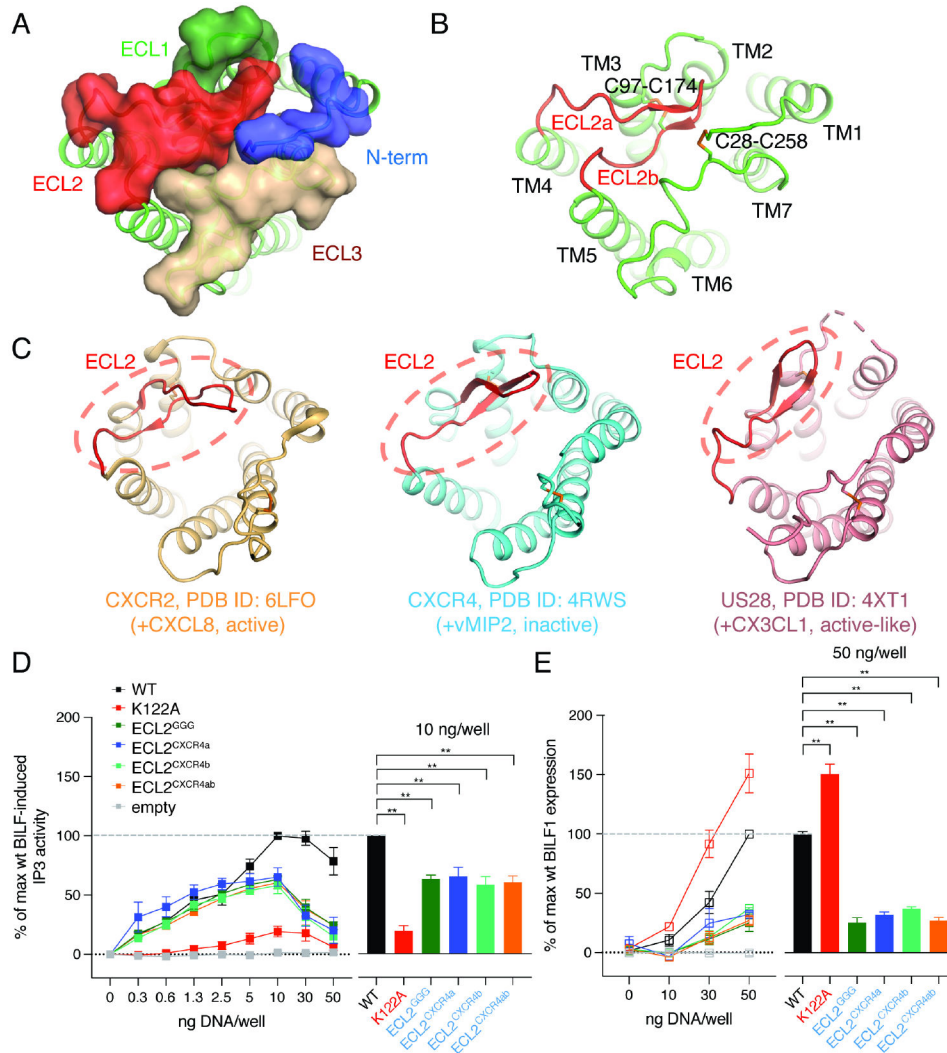 A
ECL1
ECL2
N-term
ECL3
B
TM3
TM2
C97-C174
ECL2a
TM1
C28-C258
ECL2b
TM4
TM7
TM5
TM6
C
ECL2
ECL2
ECL2
CXCR2, PDB ID: 6LFO
(+CXCL8, active)
CXCR4, PDB ID: 4RWS
(+vMIP2, inactive)
US28, PDB ID: 4XT1
(+CX3CL1, active-like)
D
WT
K122A
ECL2GGG
ECL2CXCR4a
ECL2CXCR4b
ECL2CXCR4ab
empty
% of max wt BILF-induced
IP3 activity
200
150
100
50
0
0 0.3 0.6 1.3 2.5 5 10 30 50
ng DNA/well
10 ng/well
**
**
**
**
**
WT
K122A
ECL2GGG
ECL2CXCR4a
ECL2CXCR4b
ECL2CXCR4ab
E
% of max wt BILF1 expression
200
150
100
50
0
0 10 30 50
ng DNA/well
50 ng/well
**
**
**
**
**
WT
K122A
ECL2GGG
ECL2CXCR4a
ECL2CXCR4b
ECL2CXCR4ab